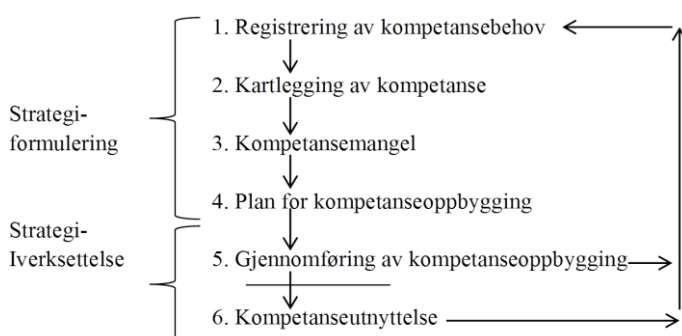 1. Registrering av kompetansebehov
2. Kartlegging av kompetanse
Strategi-
formulering
3. Kompetansemangel
4. Plan for kompetanseoppbygging
Strategi-
Iverksettelse
5. Gjennomføring av kompetanseoppbygging
6. Kompetanseutnyttelse